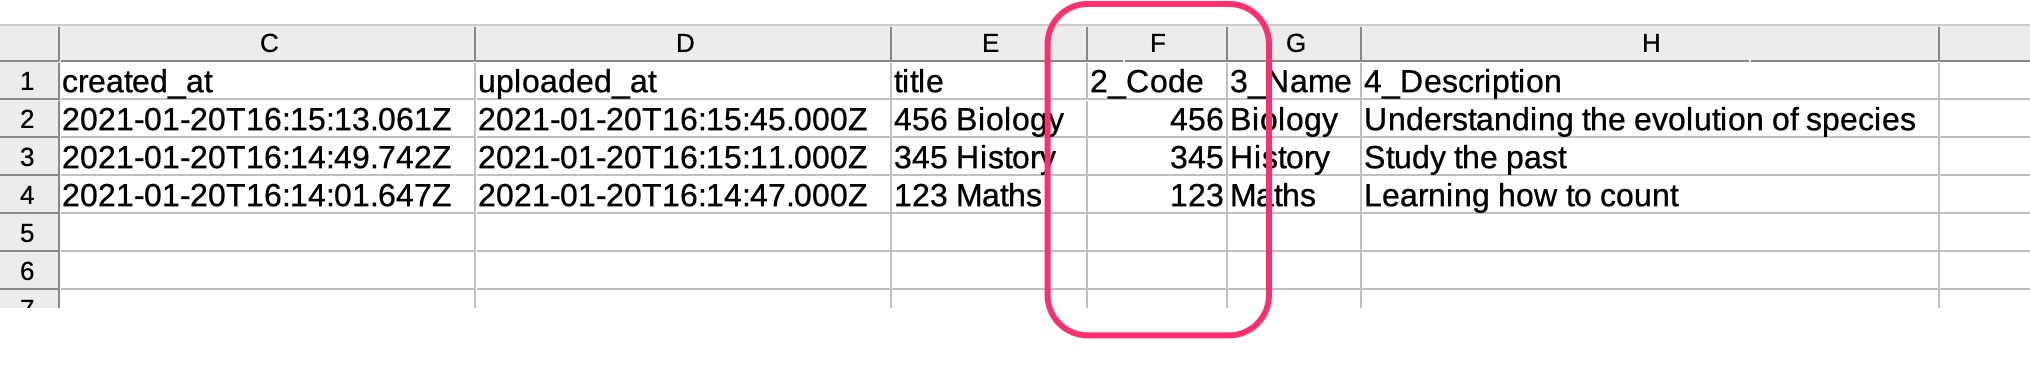 C D E F G H
1 created_at uploaded_at title 2_Code 3_Name 4_Description
2 2021-01-20T16:15:13.061Z 2021-01-20T16:15:45.000Z 456 Biology 456 Biology Understanding the evolution of species
3 2021-01-20T16:14:49.742Z 2021-01-20T16:15:11.000Z 345 History 345 History Study the past
4 2021-01-20T16:14:01.647Z 2021-01-20T16:14:47.000Z 123 Maths 123 Maths Learning how to count
5
6
7